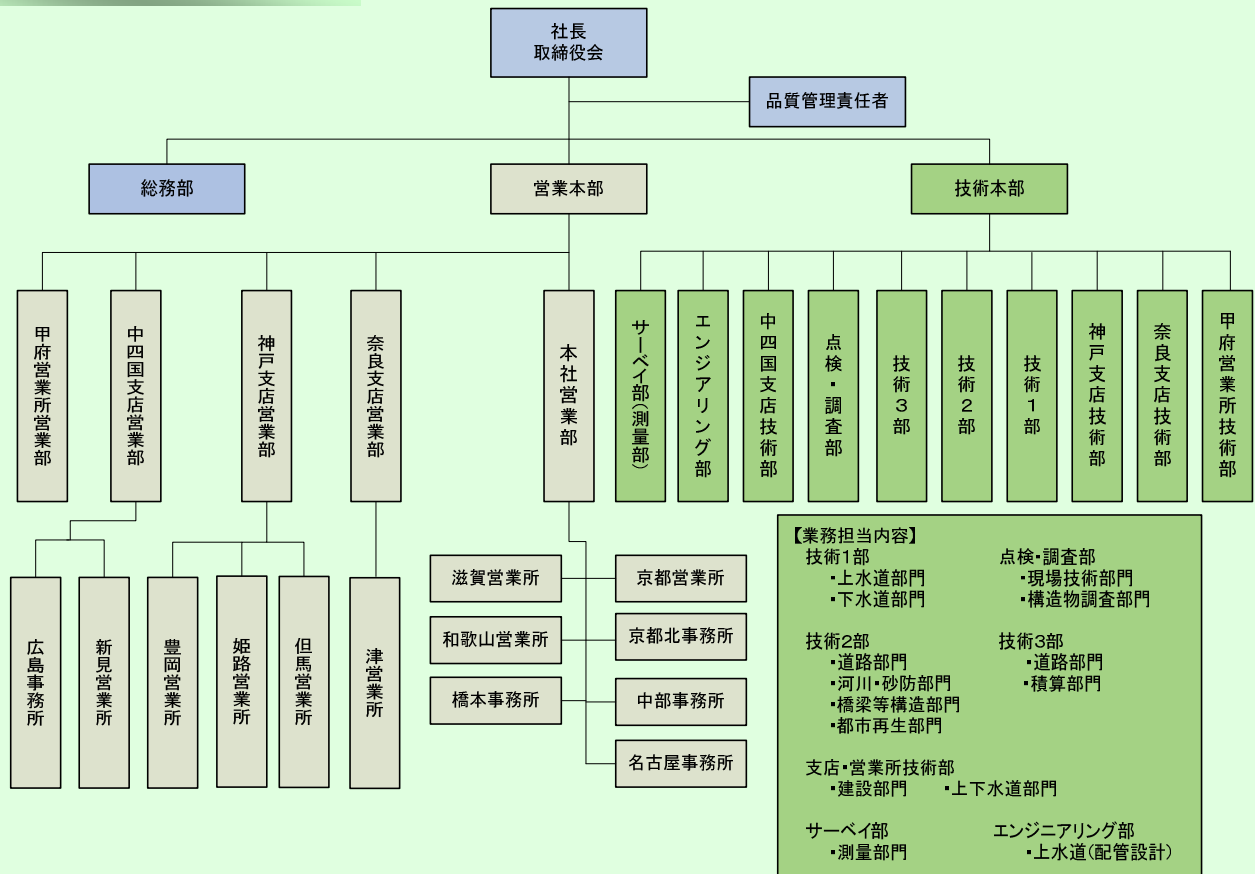 社長
取締役会
品質管理責任者
総務部
営業本部
技術本部
甲府営業所営業部
中四国支店営業部
神戸支店営業部
奈良支店営業部
本社営業部
サーベイ部(測量部)
エンジアリング部
中四国支店技術部
点検・調査部
技術3部
技術2部
技術1部
神戸支店技術部
奈良支店技術部
甲府営業所技術部
広島事務所
新見営業所
豊岡営業所
姫路営業所
但馬営業所
津営業所
滋賀営業所
京都営業所
和歌山営業所
京都北事務所
橋本事務所
中部事務所
名古屋事務所
【業務担当内容】
技術1部 点検・調査部
・上水道部門 ・現場技術部門
・下水道部門 ・構造物調査部門
技術2部 技術3部
・道路部門 ・道路部門
・河川・砂防部門 ・積算部門
・橋梁等構造部門
・都市再生部門
支店・営業所技術部
・建設部門 ・上下水道部門
サーベイ部 エンジニアリング部
・測量部門 ・上水道(配管設計)